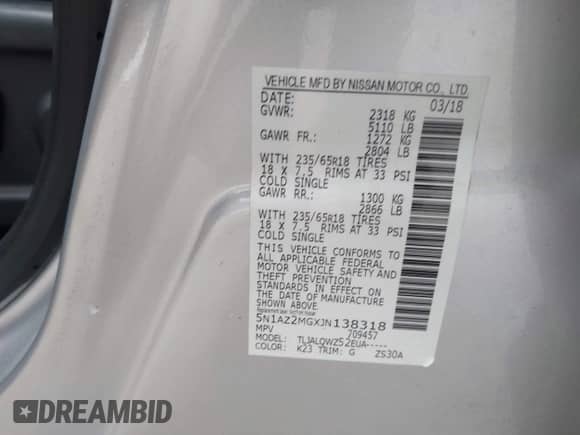 VEHICLE MFD BY NISSAN MOTOR CO., LTD.
DATE: 03/18
GVWR: 2318 KG
5110 LB
GAWR FR.: 1272 KG
2804 LB
WITH 235/65R18 TIRES
18 X 7.5 RIMS AT 33 PSI
COLD SINGLE
GAWR RR.: 1300 KG
2866 LB
WITH 235/65R18 TIRES
18 X 7.5 RIMS AT 33 PSI
COLD SINGLE
THIS VEHICLE CONFORMS TO
ALL APPLICABLE FEDERAL
MOTOR VEHICLE SAFETY AND
THEFT PREVENTION
STANDARDS IN EFFECT ON
THE DATE OF MANUFACTURE
SHOWN ABOVE
5N1AZ2MGXJN138318
MPV 709457
MODEL: TLJALQWZ52EUA-----
COLOR: K23 TRIM: G ZS30A
DREAMBID